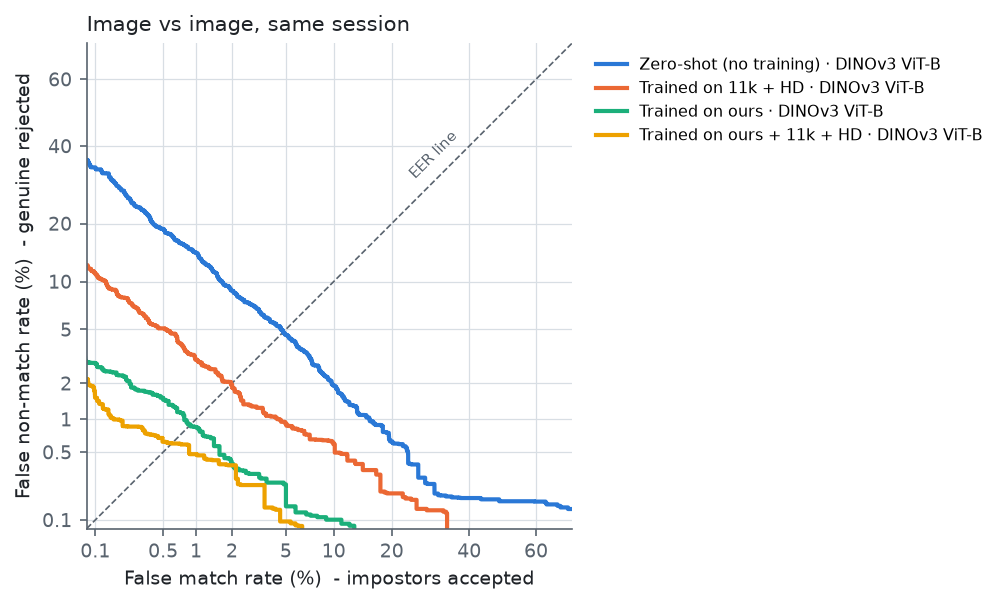 Image vs image, same session
Zero-shot (no training) · DINOv3 ViT-B
Trained on 11k + HD · DINOv3 ViT-B
Trained on ours · DINOv3 ViT-B
Trained on ours + 11k + HD · DINOv3 ViT-B
EER line
False non-match rate (%)  - genuine rejected
60
40
20
10
5
2
1
0.5
0.1
0.1 0.5 1 2 5 10 20 40 60
False match rate (%)  - impostors accepted